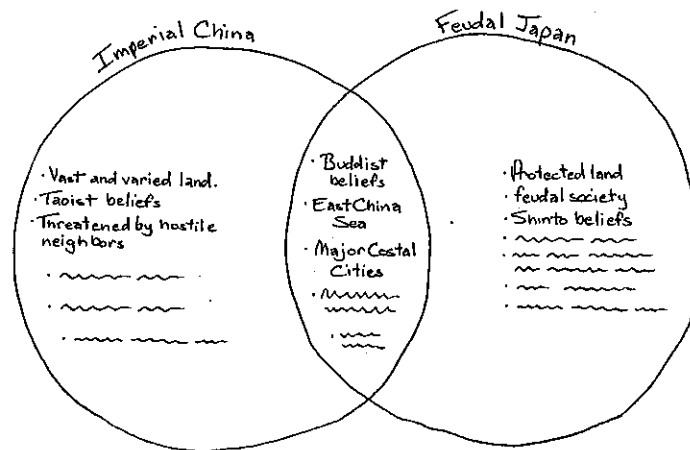 Imperial China
Feudal Japan
· Vast and varied land.
· Taoist beliefs
· Threatened by hostile
neighbors
· Buddist
beliefs
· East China
Sea
· Major Costal
Cities
· Protected land
· feudal society
· Shinto beliefs